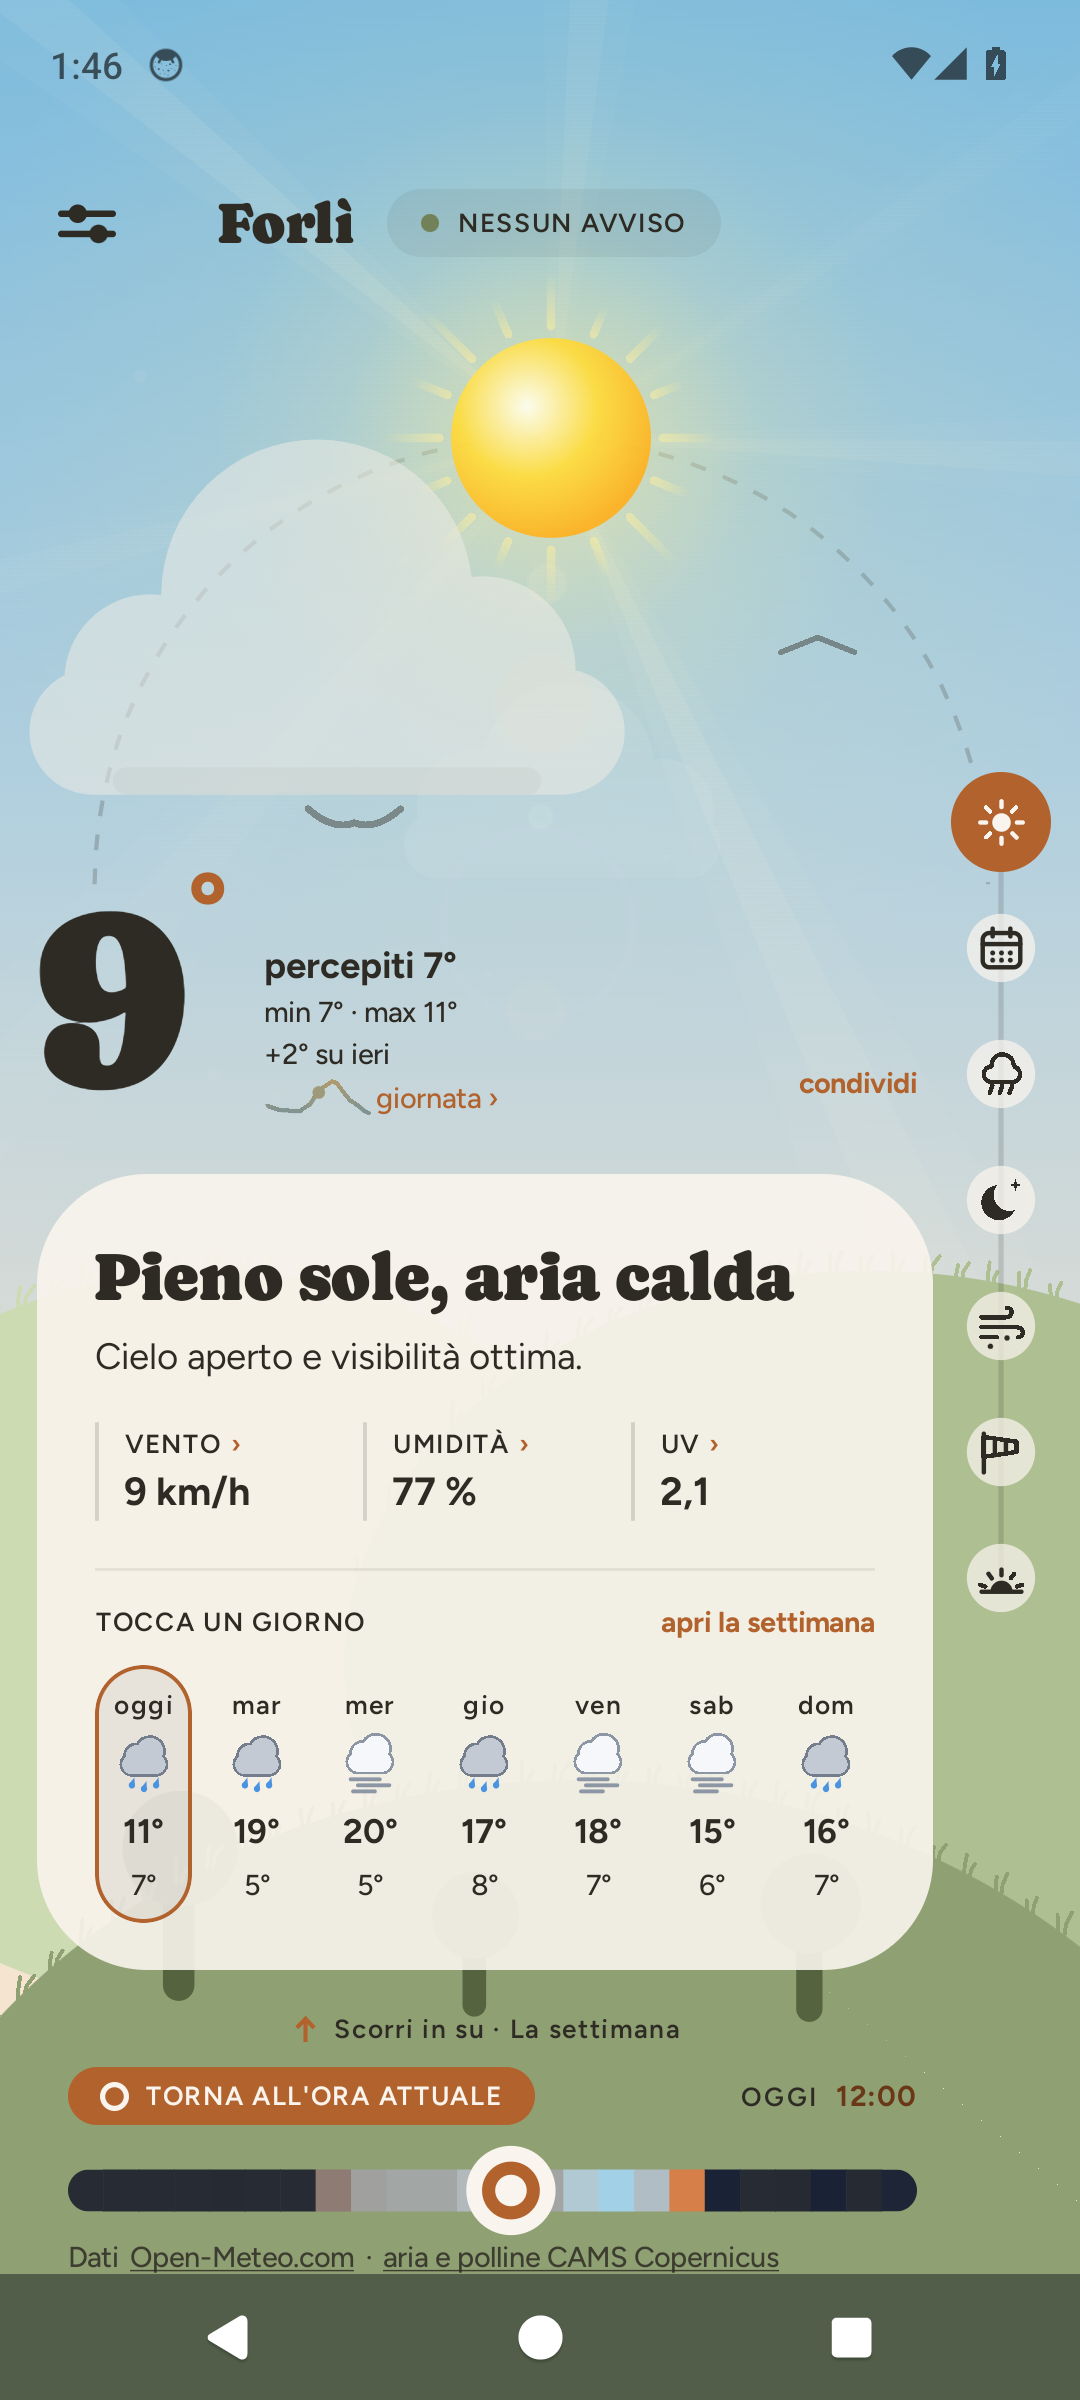 1:46
Forlì
NESSUN AVVISO
9°
percepiti 7°
min 7° · max 11°
+2° su ieri
giornata ›
condividi
Pieno sole, aria calda
Cielo aperto e visibilità ottima.
VENTO › UMIDITÀ › UV ›
9 km/h 77 % 2,1
TOCCA UN GIORNO apri la settimana
oggi mar mer gio ven sab dom
11° 19° 20° 17° 18° 15° 16°
7° 5° 5° 8° 7° 6° 7°
↑ Scorri in su · La settimana
TORNA ALL'ORA ATTUALE OGGI 12:00
Dati Open-Meteo.com · aria e polline CAMS Copernicus